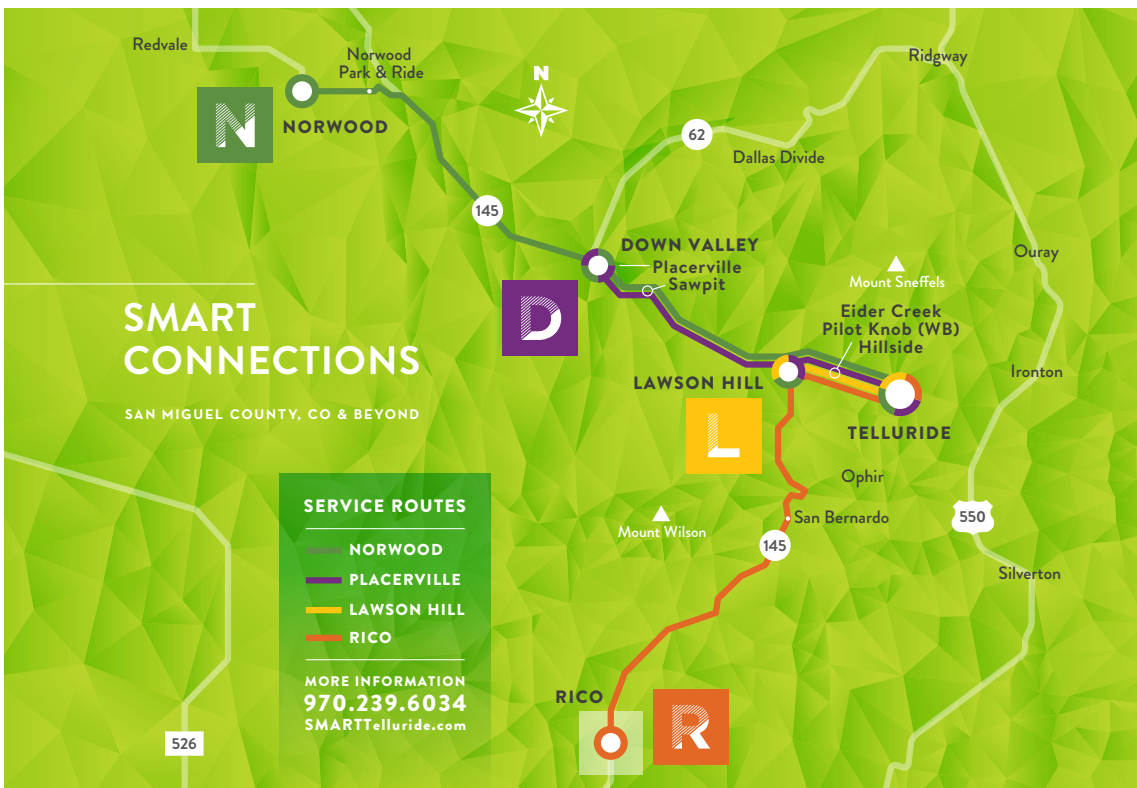 Redvale
Norwood
Park & Ride
N
NORWOOD
N
Ridgway
62
Dallas Divide
145
DOWN VALLEY
Placerville
Sawpit
D
Ouray
Mount Sneffels
Eider Creek
Pilot Knob (WB)
Hillside
SMART
CONNECTIONS
SAN MIGUEL COUNTY, CO & BEYOND
LAWSON HILL
L
TELLURIDE
Ironton
Ophir
San Bernardo
Mount Wilson
145
550
Silverton
SERVICE ROUTES
NORWOOD
PLACERVILLE
LAWSON HILL
RICO
MORE INFORMATION
970.239.6034
SMARTTelluride.com
RICO
R
526